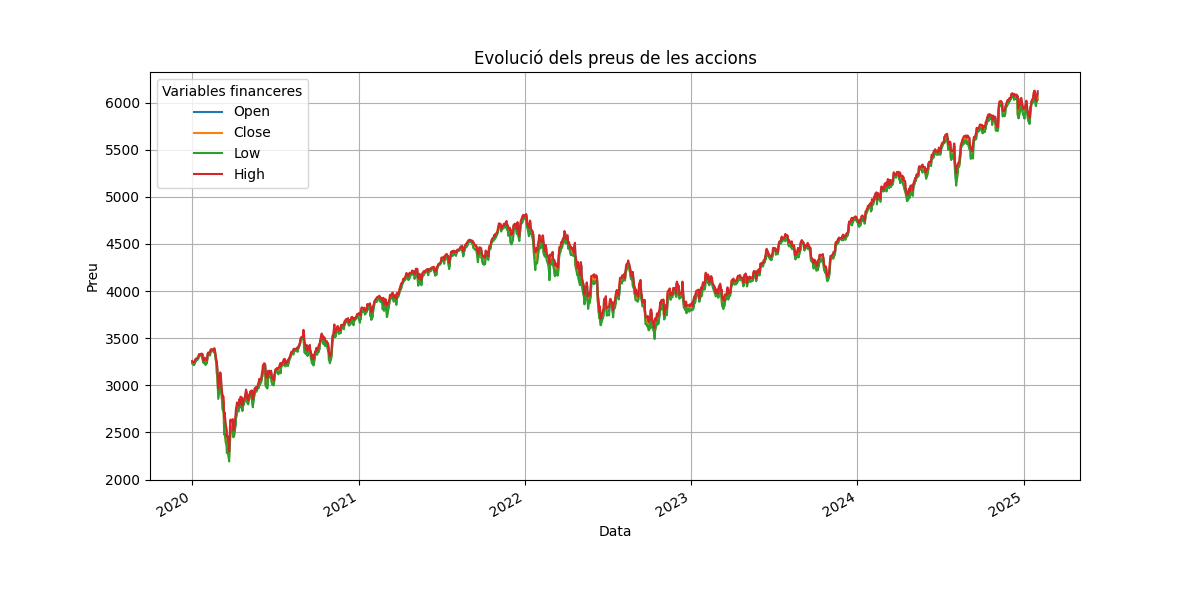 Evolució dels preus de les accions
Variables financeres
Open
Close
Low
High
Preu
6000
5500
5000
4500
4000
3500
3000
2500
2000
2020
2021
2022
2023
2024
2025
Data